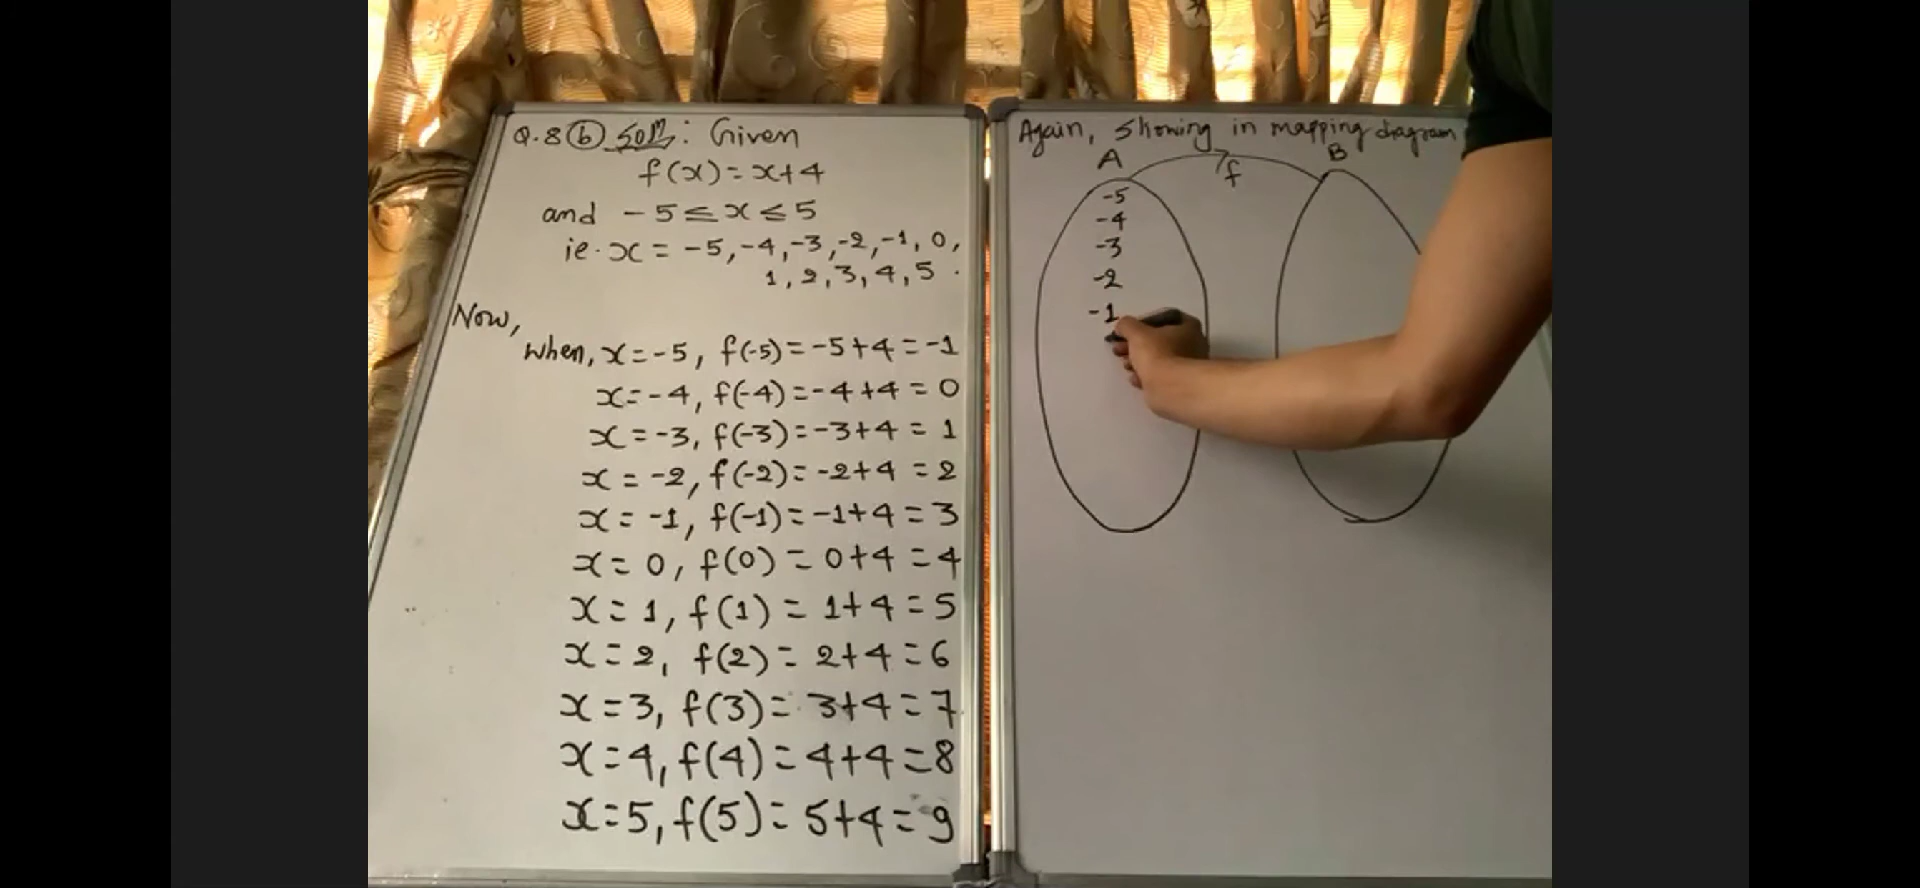 Q.8 (b) Soln: Given
f(x) = x+4
and -5 ≤ x ≤ 5
ie. x = -5, -4, -3, -2, -1, 0,
1, 2, 3, 4, 5.
Now,
when, x = -5, f(-5) = -5+4 = -1
x = -4, f(-4) = -4+4 = 0
x = -3, f(-3) = -3+4 = 1
x = -2, f(-2) = -2+4 = 2
x = -1, f(-1) = -1+4 = 3
x = 0, f(0) = 0+4 = 4
x = 1, f(1) = 1+4 = 5
x = 2, f(2) = 2+4 = 6
x = 3, f(3) = 3+4 = 7
x = 4, f(4) = 4+4 = 8
x = 5, f(5) = 5+4 = 9
Again, Showing in mapping diagram
A f B
-5
-4
-3
-2
-1